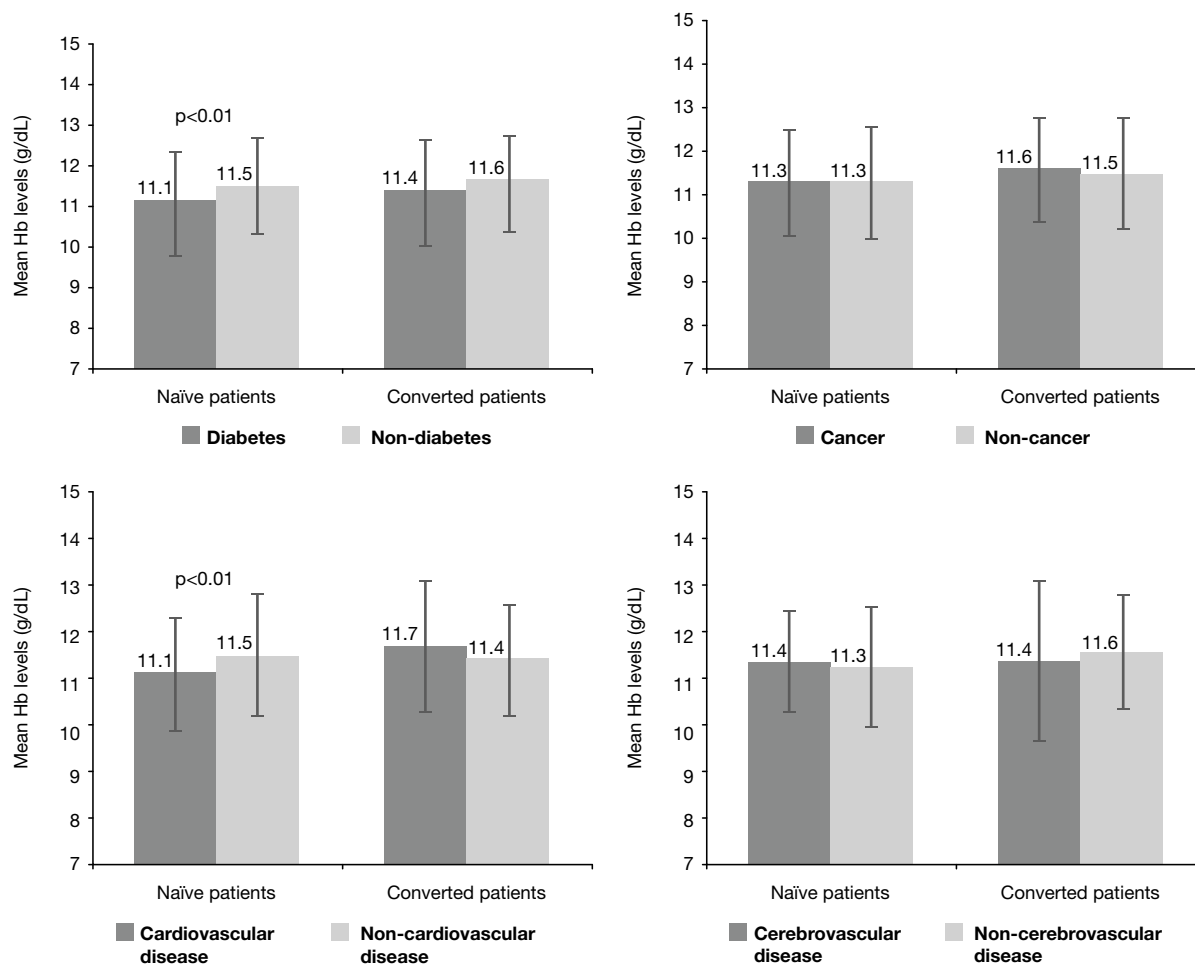 Mean Hb levels (g/dL)
15
14
13
12
11
10
9
8
7
p<0.01
11.1
11.5
11.4
11.6
Naïve patients
Converted patients
Diabetes
Non-diabetes
Mean Hb levels (g/dL)
15
14
13
12
11
10
9
8
7
11.3
11.3
11.6
11.5
Naïve patients
Converted patients
Cancer
Non-cancer
Mean Hb levels (g/dL)
15
14
13
12
11
10
9
8
7
p<0.01
11.1
11.5
11.7
11.4
Naïve patients
Converted patients
Cardiovascular
disease
Non-cardiovascular
disease
Mean Hb levels (g/dL)
15
14
13
12
11
10
9
8
7
11.4
11.3
11.4
11.6
Naïve patients
Converted patients
Cerebrovascular
disease
Non-cerebrovascular
disease